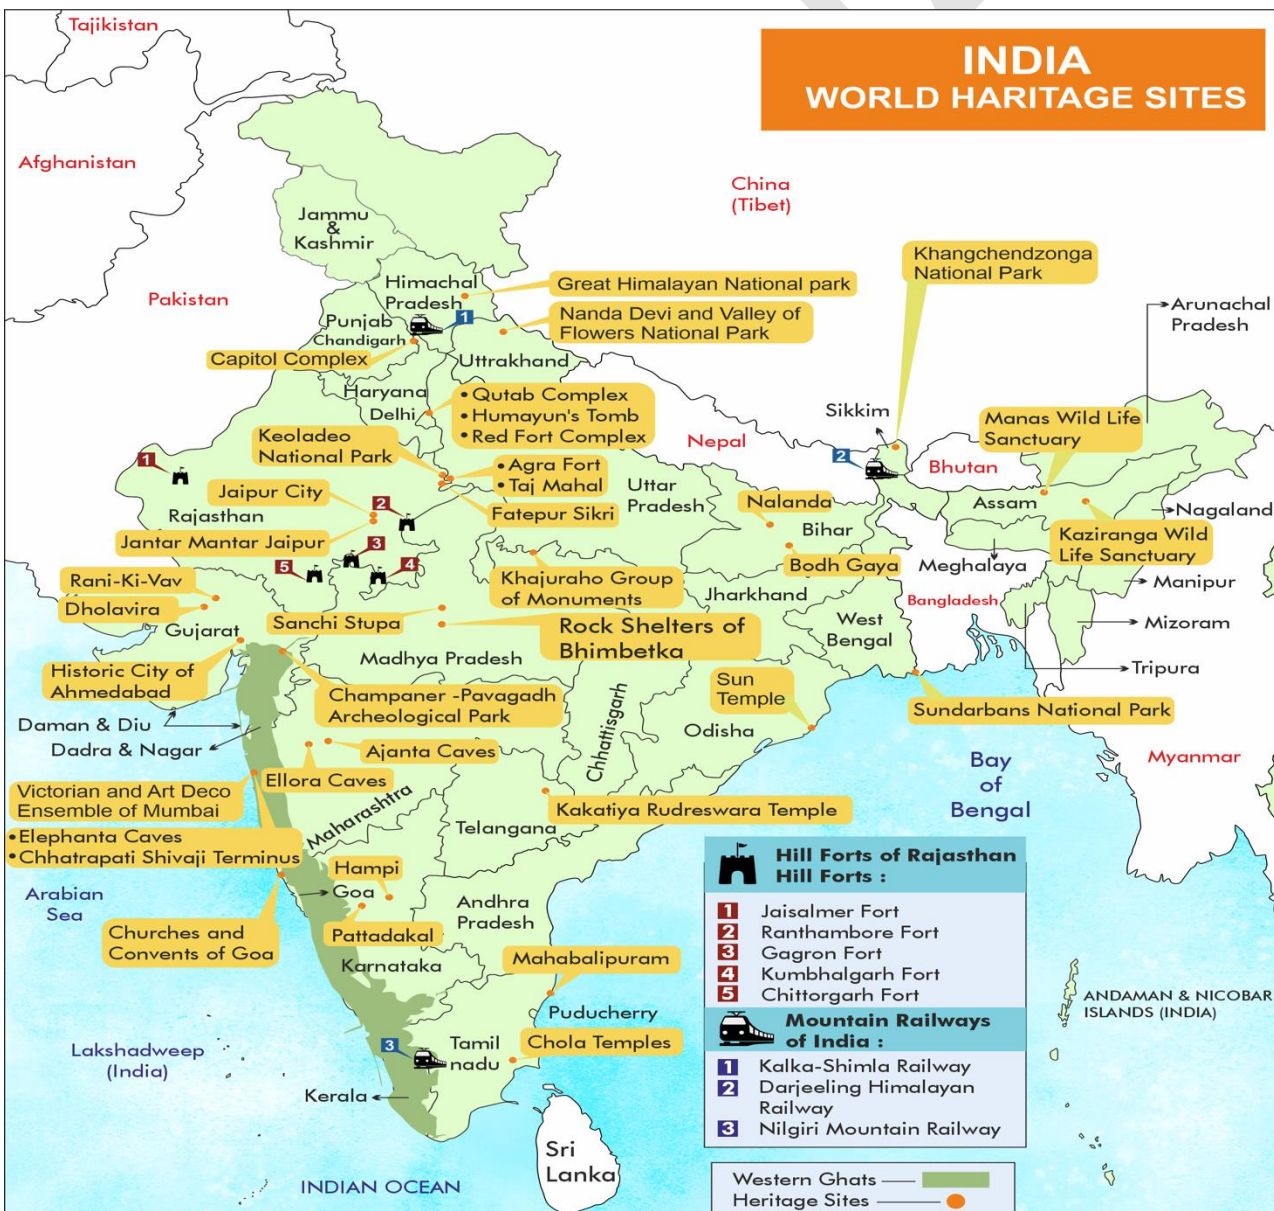 Tajikistan
INDIA
WORLD HARITAGE SITES
Afghanistan
China
(Tibet)
Jammu
&
Kashmir
Khangchendzonga
National Park
Himachal
Pradesh
Great Himalayan National park
Pakistan
Arunachal
Pradesh
1
Nanda Devi and Valley of
Flowers National Park
Punjab
Chandigarh
Capitol Complex
Uttrakhand
Haryana
Delhi
• Qutab Complex
• Humayun's Tomb
• Red Fort Complex
Sikkim
Manas Wild Life
Sanctuary
Keoladeo
National Park
Nepal
2
Bhutan
1
• Agra Fort
• Taj Mahal
Uttar
Pradesh
Jaipur City
2
Nalanda
Assam
Nagaland
Rajasthan
Fatepur Sikri
Bihar
Jantar Mantar Jaipur
3
Kaziranga Wild
Life Sanctuary
5
4
Khajuraho Group
of Monuments
Bodh Gaya
Meghalaya
Manipur
Rani-Ki-Vav
Dholavira
Jharkhand
Bangladesh
Gujarat
Sanchi Stupa
Rock Shelters of
Bhimbetka
West
Bengal
Mizoram
Madhya Pradesh
Tripura
Historic City of
Ahmedabad
Champaner -Pavagadh
Archeological Park
Sun
Temple
Sundarbans National Park
Daman & Diu
Dadra & Nagar
Chhattisgarh
Odisha
Ajanta Caves
Ellora Caves
Bay
of
Bengal
Myanmar
Victorian and Art Deco
Ensemble of Mumbai
Maharashtra
Kakatiya Rudreswara Temple
Telangana
•Elephanta Caves
•Chhatrapati Shivaji Terminus
Hampi
Arabian
Sea
Goa
Andhra
Pradesh
Churches and
Convents of Goa
Pattadakal
Karnataka
Mahabalipuram
Puducherry
3
Tamil
nadu
Chola Temples
Lakshadweep
(India)
Kerala
Sri
Lanka
INDIAN OCEAN
ANDAMAN & NICOBAR
ISLANDS (INDIA)
Hill Forts of Rajasthan
Hill Forts :
1 Jaisalmer Fort
2 Ranthambore Fort
3 Gagron Fort
4 Kumbhalgarh Fort
5 Chittorgarh Fort
Mountain Railways
of India :
1 Kalka-Shimla Railway
2 Darjeeling Himalayan
Railway
3 Nilgiri Mountain Railway
Western Ghats
Heritage Sites